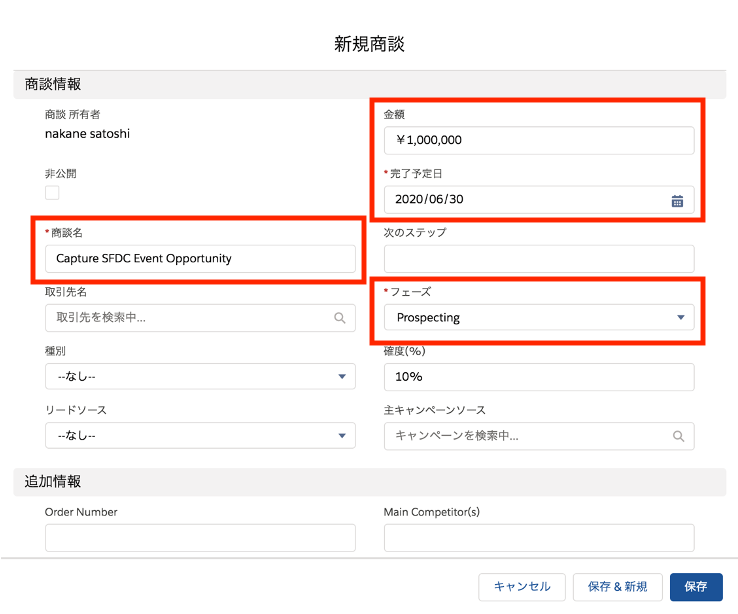 新規商談
商談情報
商談 所有者
nakane satoshi
金額
￥1,000,000
非公開
*完了予定日
2020/06/30
*商談名
Capture SFDC Event Opportunity
次のステップ
取引先名
取引先を検索中...
*フェーズ
Prospecting
種別
--なし--
確度(%)
10%
リードソース
--なし--
主キャンペーンソース
キャンペーンを検索中...
追加情報
Order Number
Main Competitor(s)
キャンセル
保存 & 新規
保存